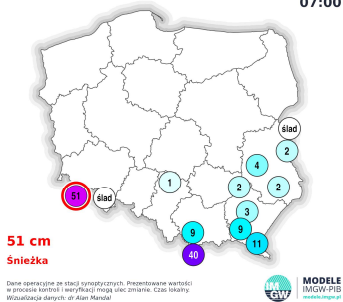 07:00
ślad
2
4
1
2
2
51
ślad
3
9
9
11
40
51 cm
Śnieżka
Dane operacyjne ze stacji synoptycznych. Prezentowane wartości
w procesie kontroli i weryfikacji mogą ulec zmianie. Czas lokalny.
Wizualizacja danych: dr Alan Mandal
IM
GW
MODELE
IMGW-PIB
modele.imgw.pl